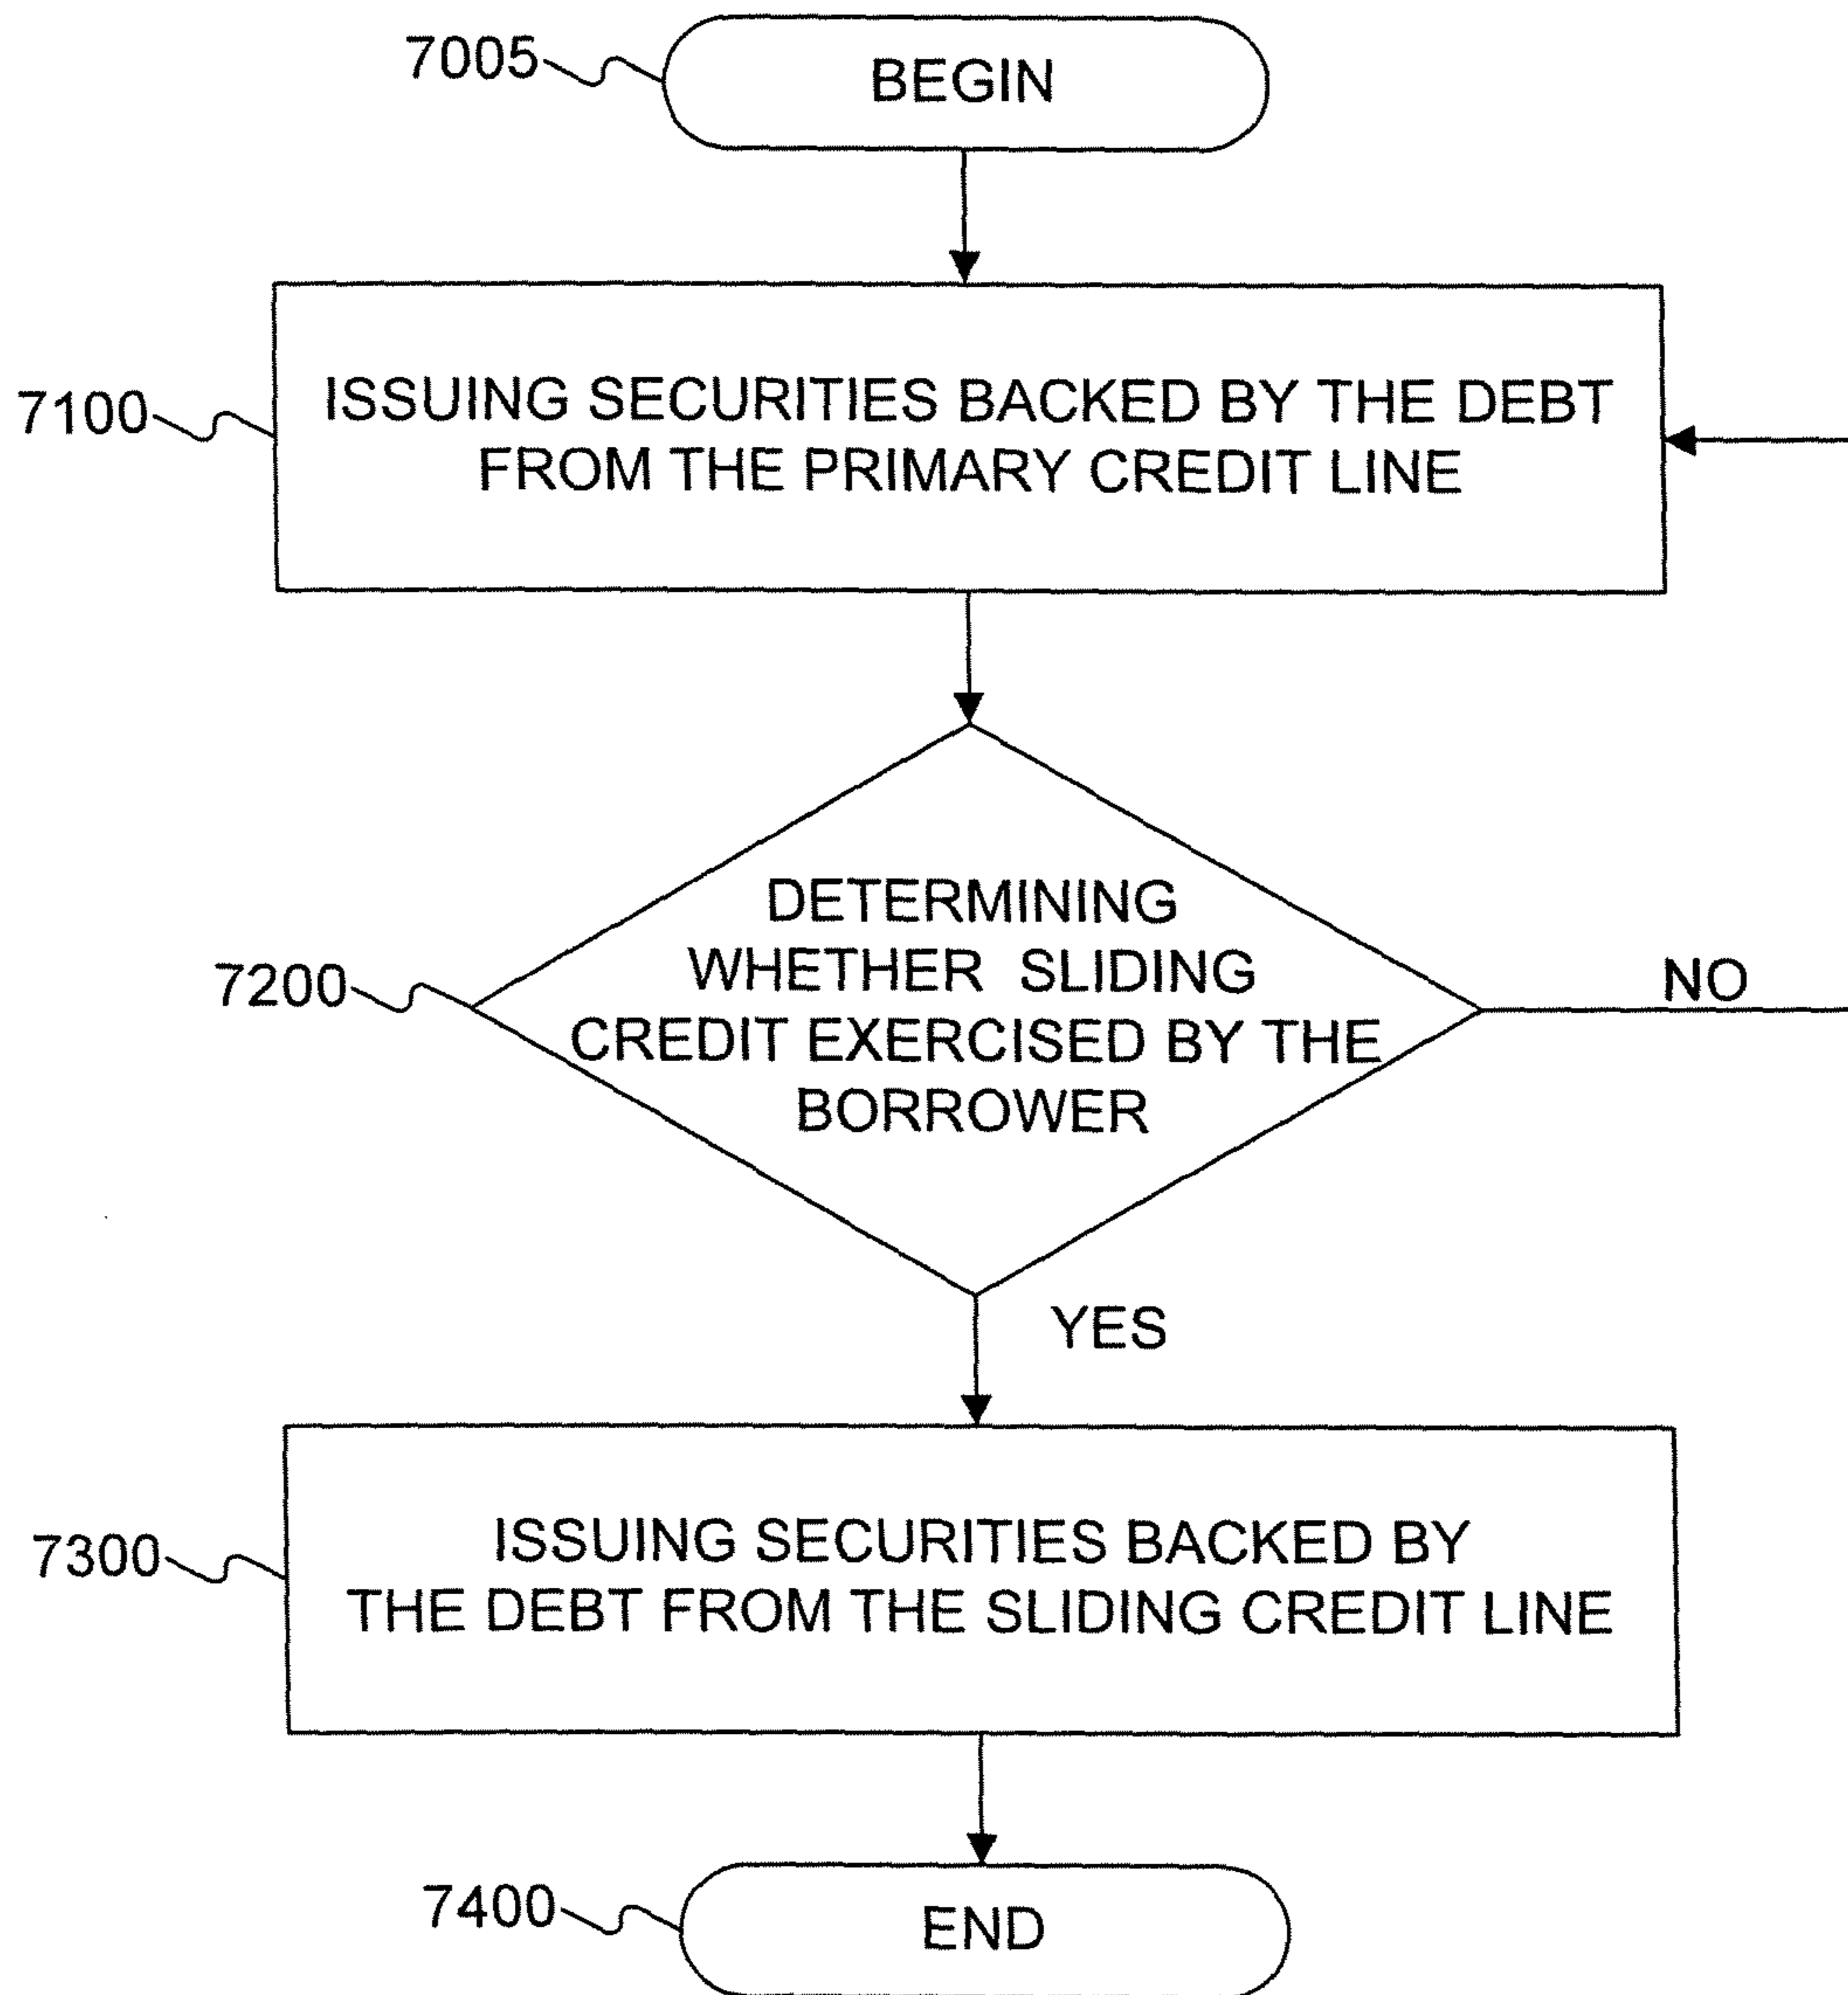 7005
BEGIN
7100
ISSUING SECURITIES BACKED BY THE DEBT
FROM THE PRIMARY CREDIT LINE
DETERMINING
WHETHER SLIDING
7200
NO
CREDIT EXERCISED BY THE
BORROWER
YES
7300
ISSUING SECURITIES BACKED BY
THE DEBT FROM THE SLIDING CREDIT LINE
7400
END